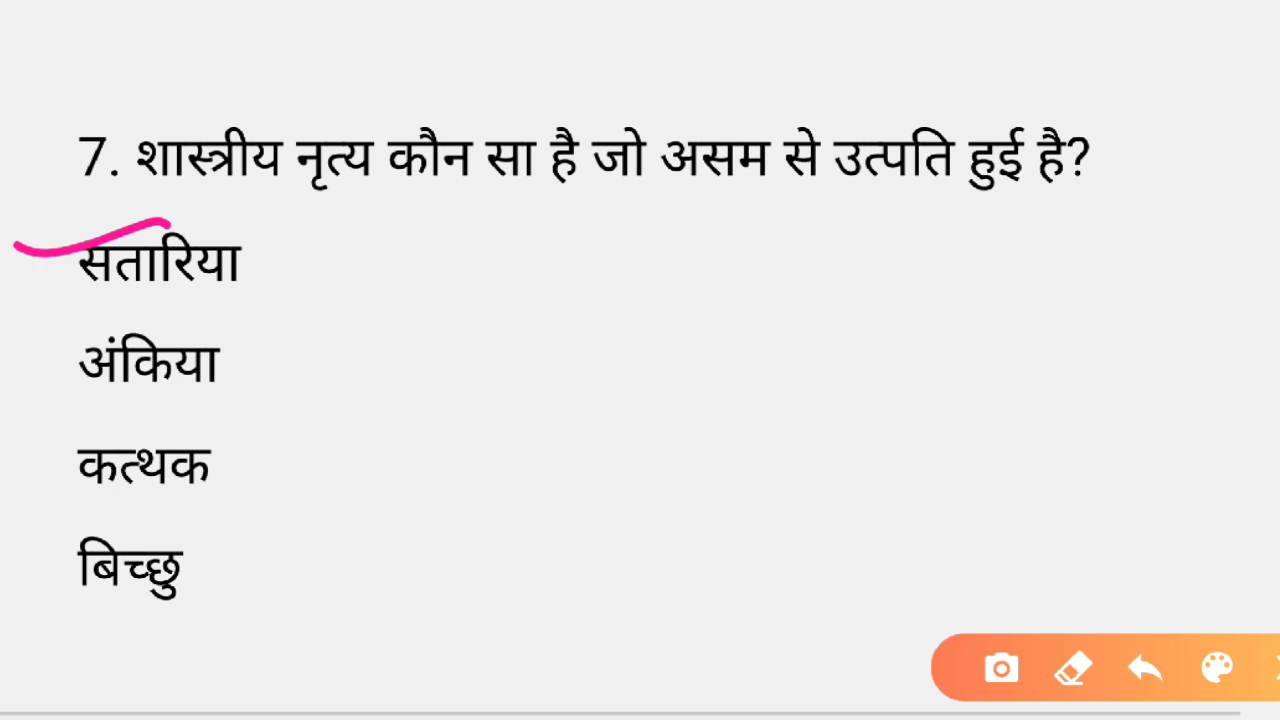 7. शास्त्रीय नृत्य कौन सा है जो असम से उत्पति हुई है?
सतारिया
अंकिया
कत्थक
बिच्छु